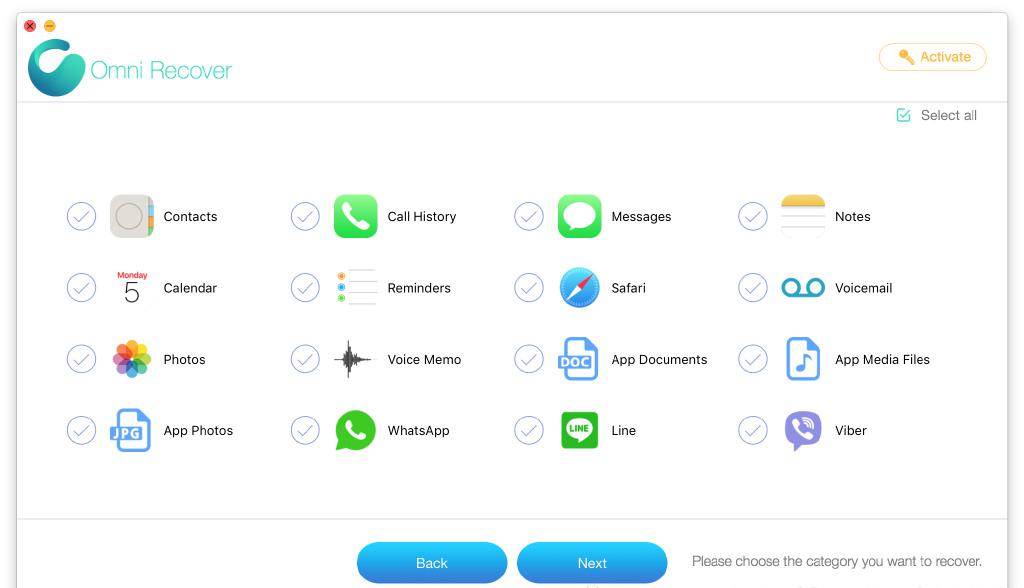 Omni Recover
Activate
Select all
Contacts
Call History
Messages
Notes
Monday
5
Calendar
Reminders
Safari
Voicemail
Photos
Voice Memo
DOC
App Documents
App Media Files
JPG
App Photos
WhatsApp
LINE
Line
Viber
Back
Next
Please choose the category you want to recover.